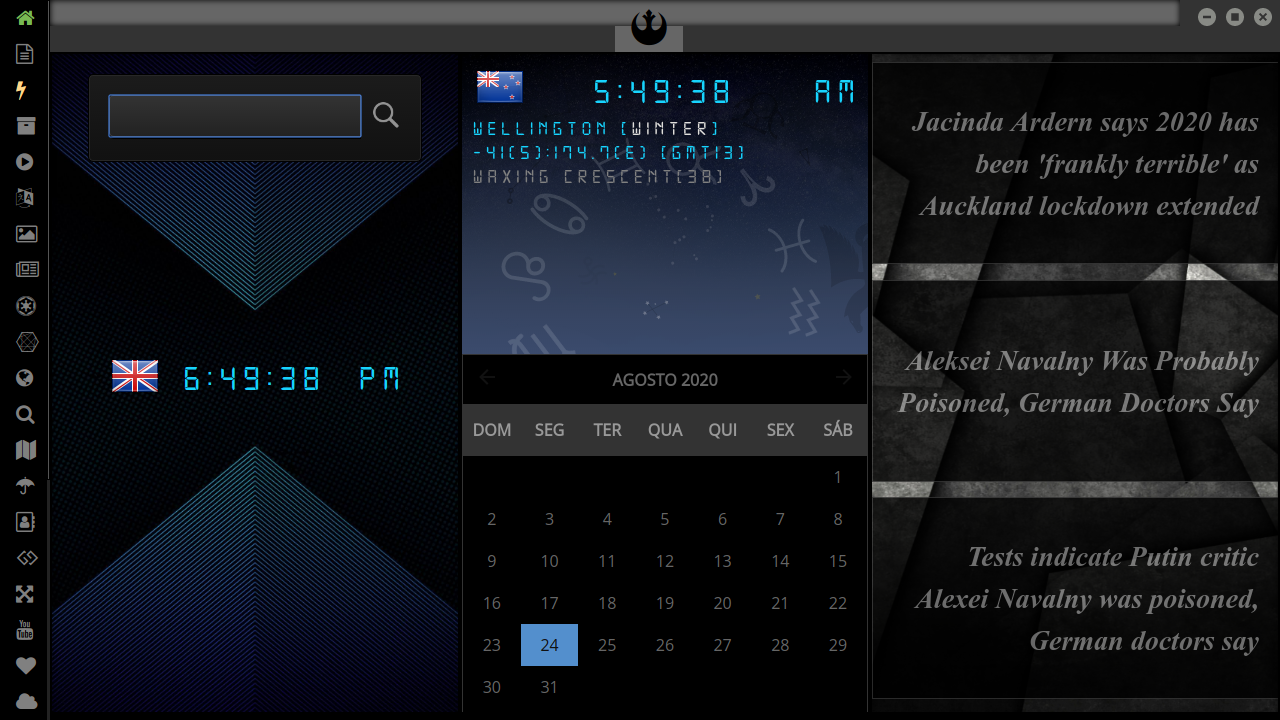 6:49:38 PM
5:49:38 AM
WELLINGTON [WINTER]
-41(S):174.7(E) [GMT13]
WAXING CRESCENT[38]
AGOSTO 2020
DOM SEG TER QUA QUI SEX SÁB
1
2 3 4 5 6 7 8
9 10 11 12 13 14 15
16 17 18 19 20 21 22
23 24 25 26 27 28 29
30 31
Jacinda Ardern says 2020 has
been 'frankly terrible' as
Auckland lockdown extended
Aleksei Navalny Was Probably
Poisoned, German Doctors Say
Tests indicate Putin critic
Alexei Navalny was poisoned,
German doctors say
You
Tube